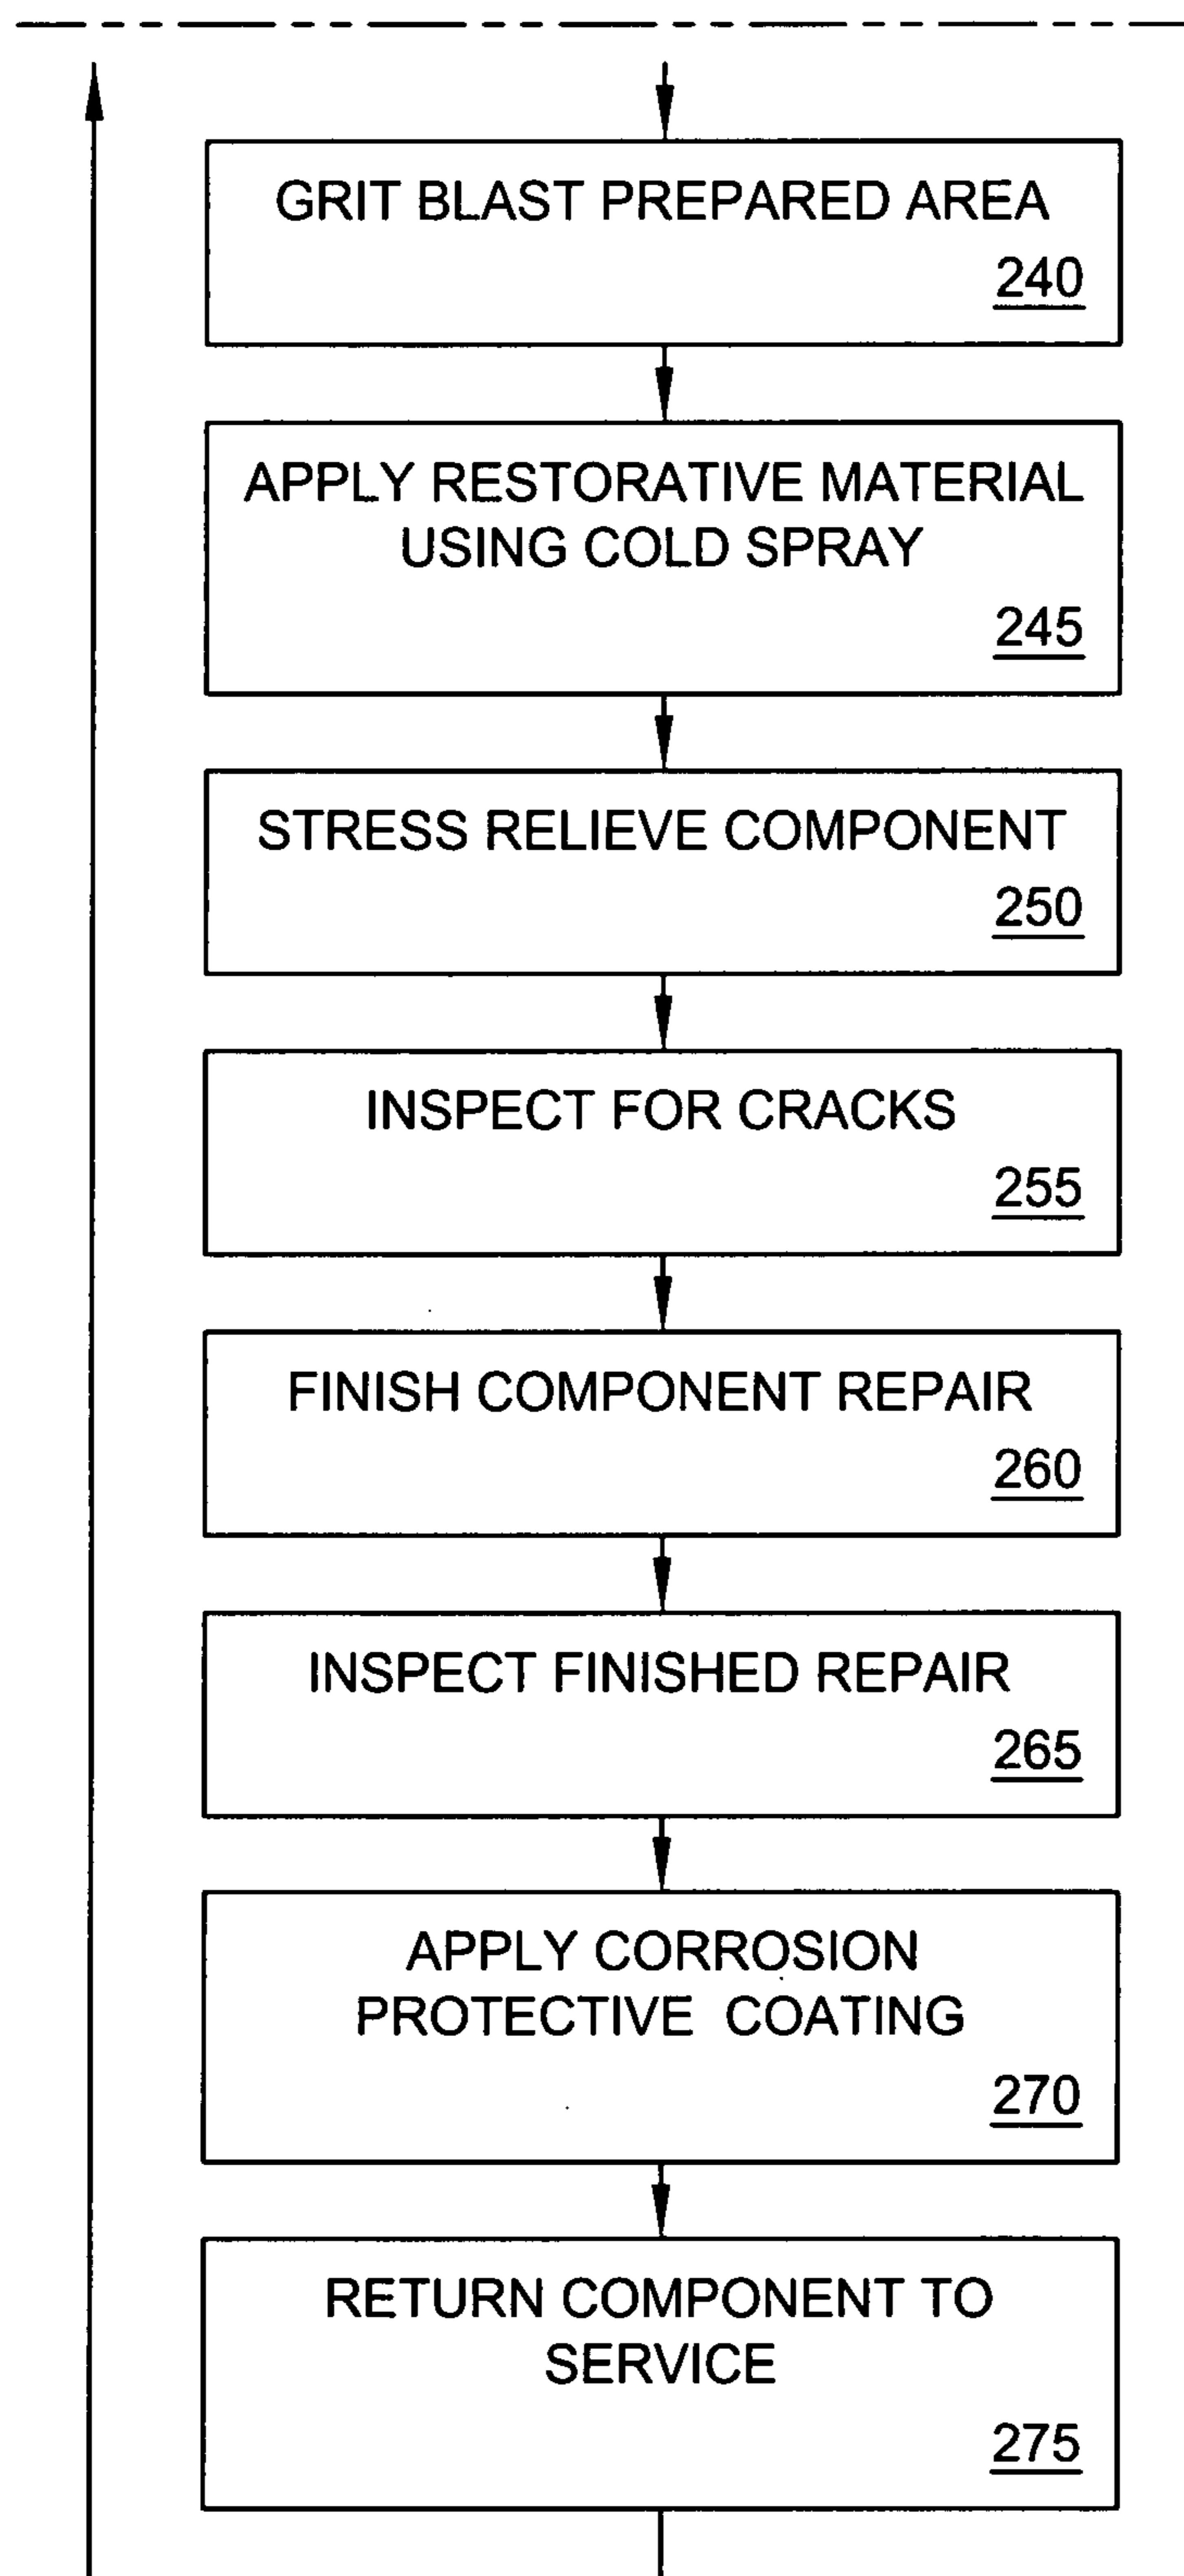 GRIT BLAST PREPARED AREA
240
APPLY RESTORATIVE MATERIAL
USING COLD SPRAY
245
STRESS RELIEVE COMPONENT
250
INSPECT FOR CRACKS
255
FINISH COMPONENT REPAIR
260
INSPECT FINISHED REPAIR
265
APPLY CORROSION
PROTECTIVE COATING
270
RETURN COMPONENT TO
SERVICE
275